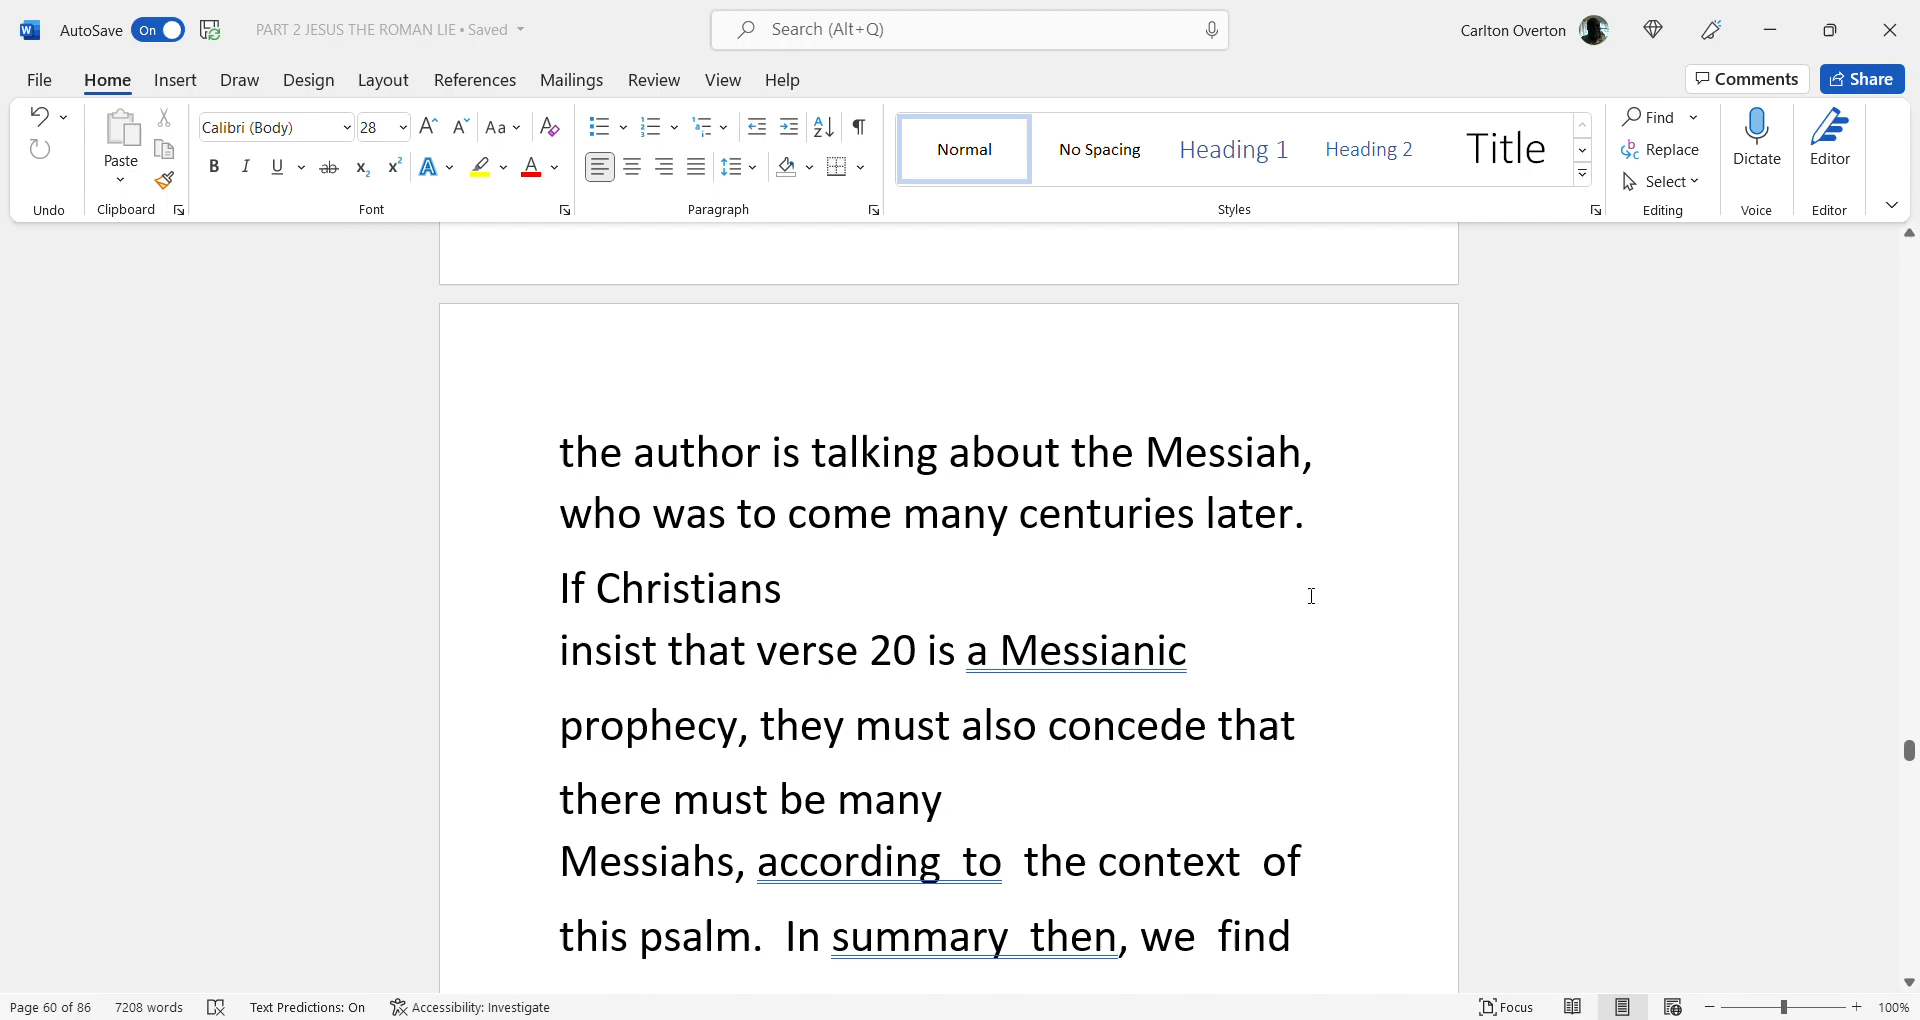 AutoSave On PART 2 JESUS THE ROMAN LIE • Saved Search (Alt+Q) Carlton Overton
File Home Insert Draw Design Layout References Mailings Review View Help Comments Share
Calibri (Body) 28 Aa Normal No Spacing Heading 1 Heading 2 Title Find
Paste B I U ab x₂ x² A A Replace Dictate Editor
Select
Undo Clipboard Font Paragraph Styles Editing Voice Editor
the author is talking about the Messiah,
who was to come many centuries later.
If Christians
insist that verse 20 is a Messianic
prophecy, they must also concede that
there must be many
Messiahs, according  to  the context  of
this psalm.  In summary  then, we  find
Page 60 of 86 7208 words Text Predictions: On Accessibility: Investigate Focus 100%